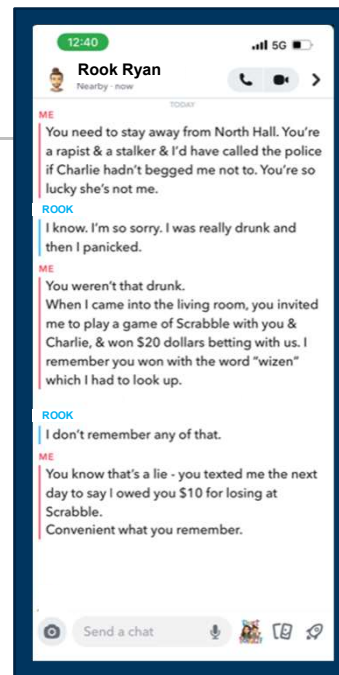 12:40
5G
Rook Ryan
Nearby · now
TODAY
ME
You need to stay away from North Hall. You're
a rapist & a stalker & I'd have called the police
if Charlie hadn't begged me not to. You're so
lucky she's not me.
ROOK
I know. I'm so sorry. I was really drunk and
then I panicked.
ME
You weren't that drunk.
When I came into the living room, you invited
me to play a game of Scrabble with you &
Charlie, & won $20 dollars betting with us. I
remember you won with the word "wizen"
which I had to look up.
ROOK
I don't remember any of that.
ME
You know that's a lie - you texted me the next
day to say I owed you $10 for losing at
Scrabble.
Convenient what you remember.
Send a chat